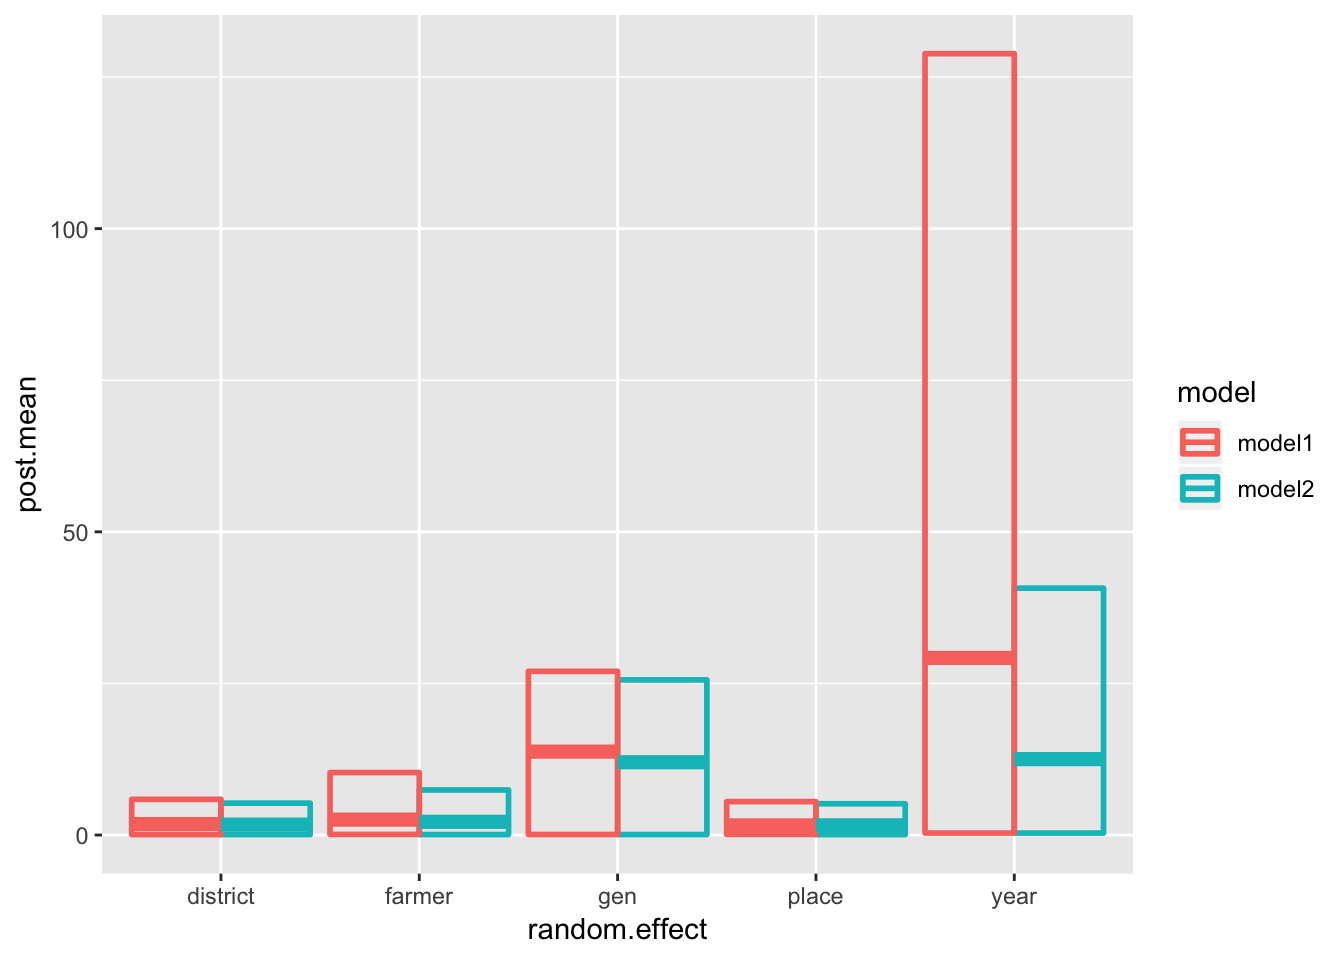 post.mean
100
50
0
district farmer gen place year
random.effect
model
model1
model2